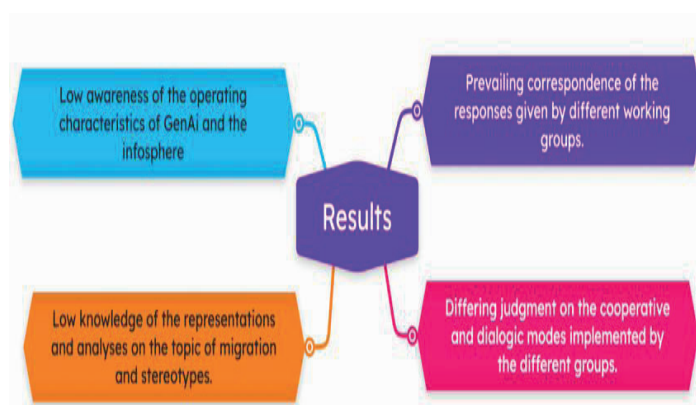 Low awareness of the operating
characteristics of GenAi and the
infosphere
Prevailing correspondence of the
responses given by different working
groups.
Results
Low knowledge of the representations
and analyses on the topic of migration
and stereotypes.
Differing judgment on the cooperative
and dialogic modes implemented by
the different groups.